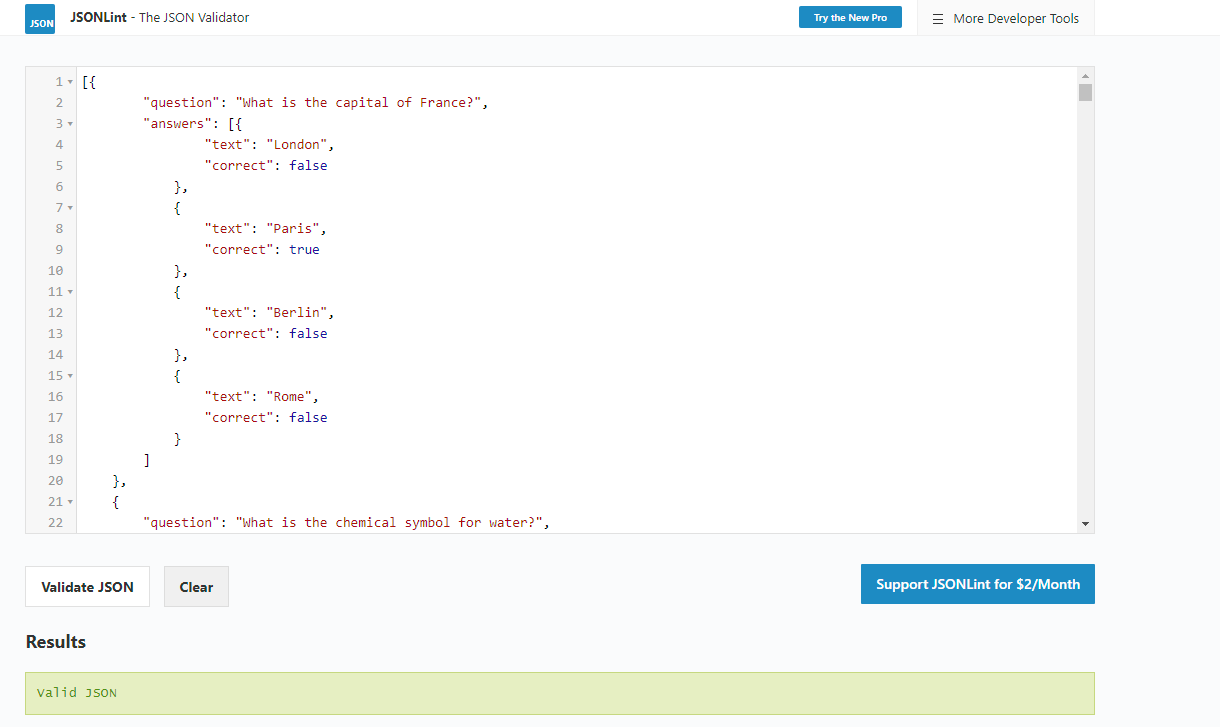 JSON
JSONLint - The JSON Validator
Try the New Pro
More Developer Tools
1 [{
2 "question": "What is the capital of France?",
3 "answers": [{
4 "text": "London",
5 "correct": false
6 },
7 {
8 "text": "Paris",
9 "correct": true
10 },
11 {
12 "text": "Berlin",
13 "correct": false
14 },
15 {
16 "text": "Rome",
17 "correct": false
18 }
19 ]
20 },
21 {
22 "question": "What is the chemical symbol for water?",
Validate JSON
Clear
Support JSONLint for $2/Month
Results
Valid JSON